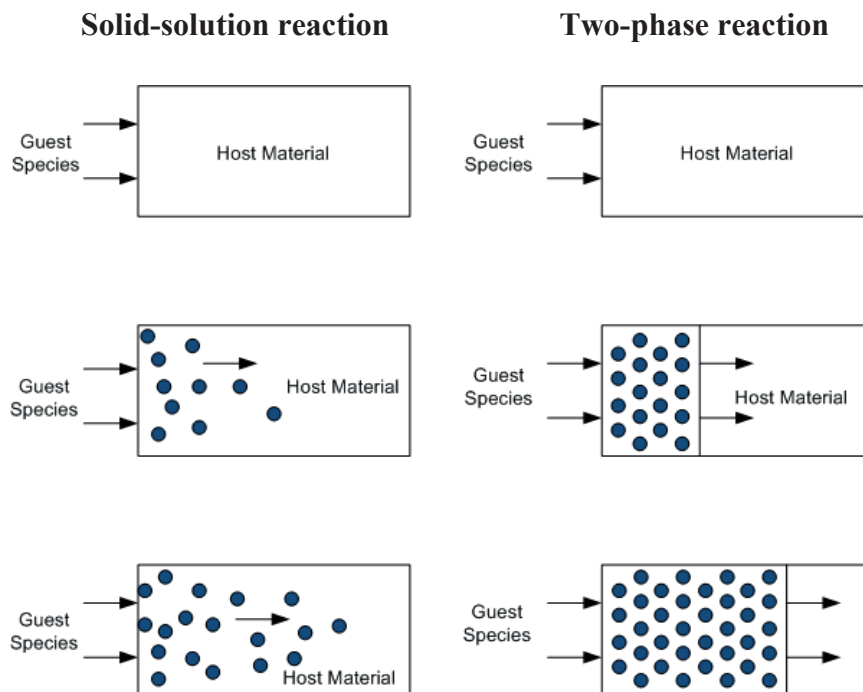 Solid-solution reaction
Two-phase reaction
Guest
Species
Host Material
Guest
Species
Host Material
Guest
Species
Host Material
Guest
Species
Host Material
Guest
Species
Host Material
Guest
Species